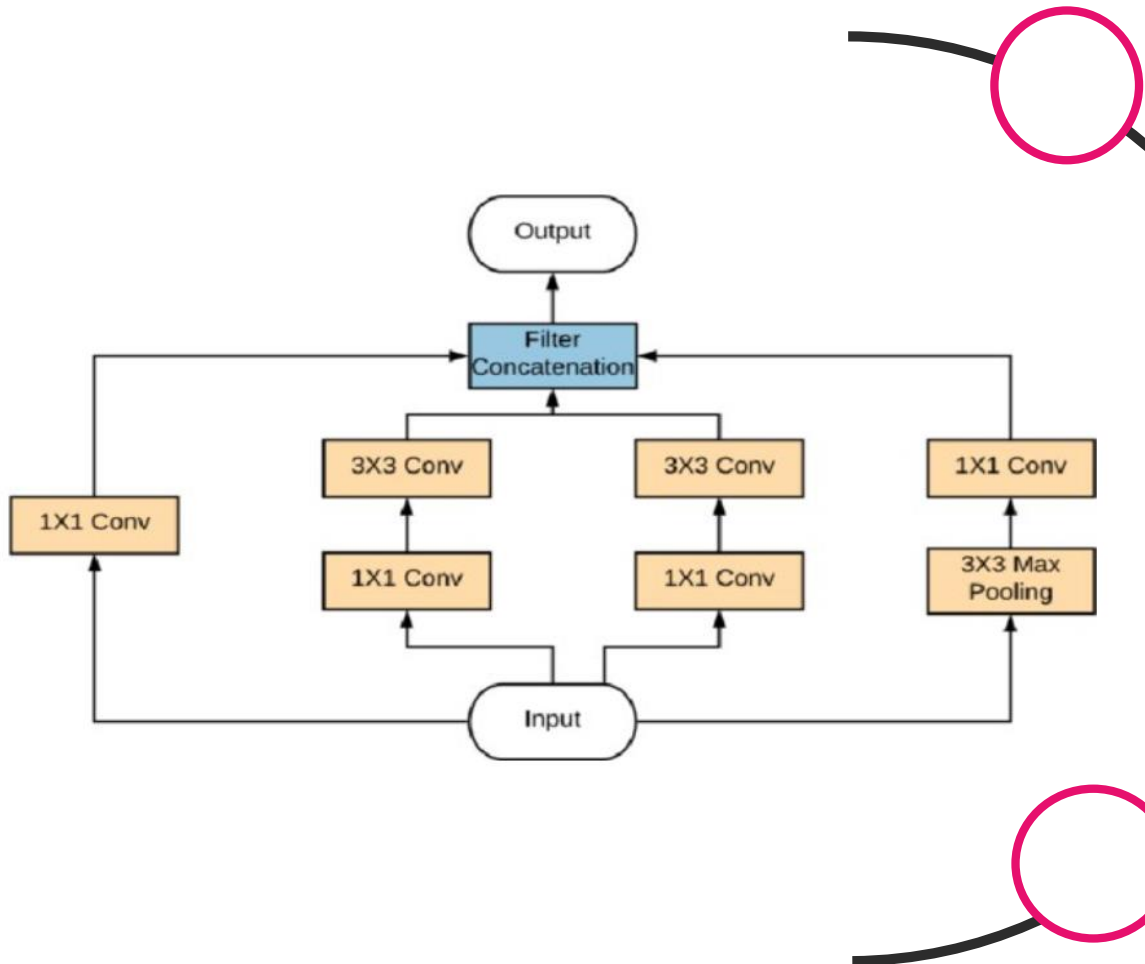 Output
Filter
Concatenation
3X3 Conv
3X3 Conv
1X1 Conv
1X1 Conv
1X1 Conv
1X1 Conv
3X3 Max
Pooling
Input